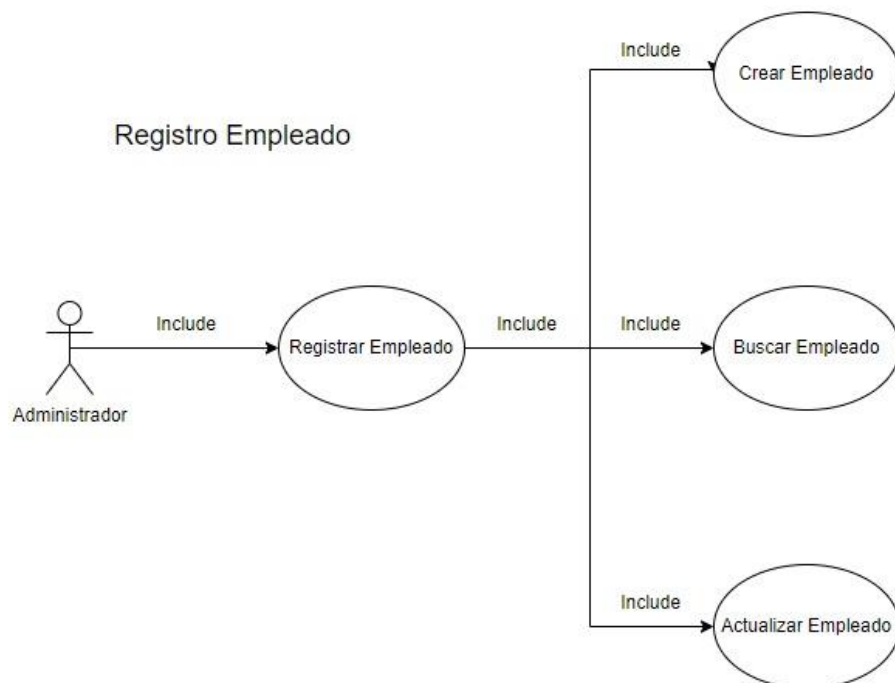 Include
Crear Empleado
Registro Empleado
Include
Registrar Empleado
Include
Include
Buscar Empleado
Administrador
Include
Actualizar Empleado